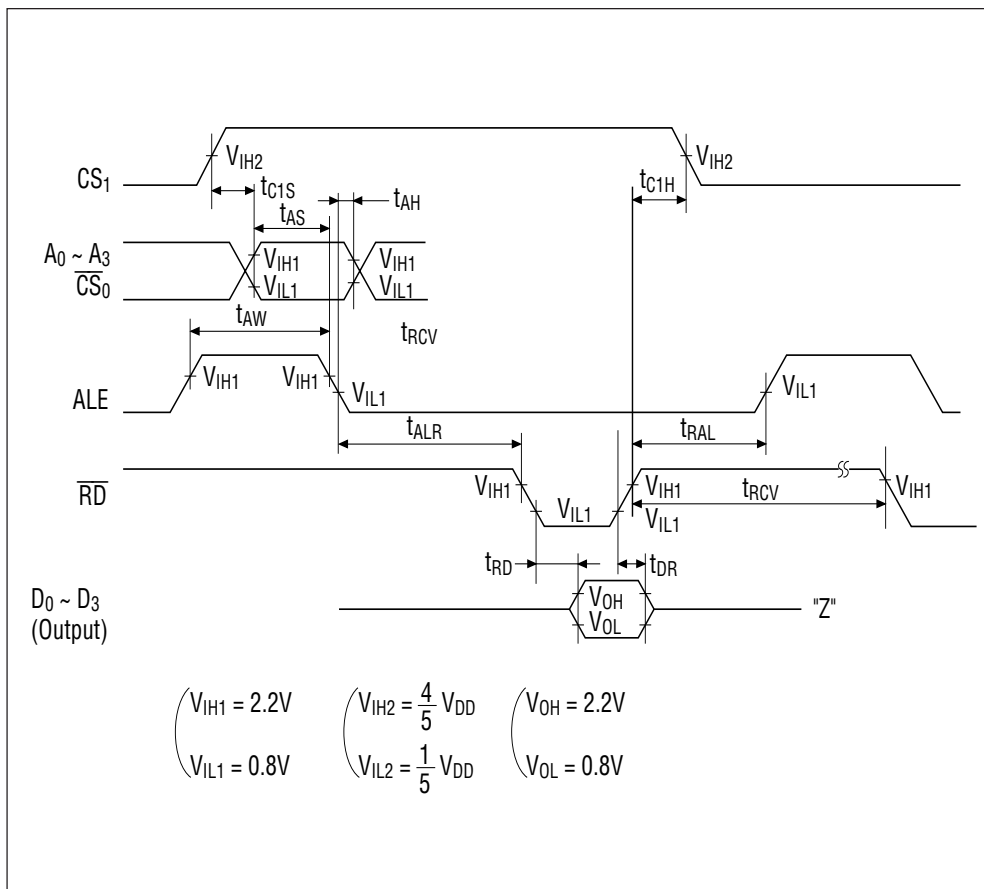 CS1
VIH2
VIH2
tC1S
tC1H
tAS
tAH
A0 ~ A3
CS0
VIH1
VIL1
VIH1
VIL1
tAW
tRCV
ALE
VIH1
VIH1
VIL1
VIL1
tALR
tRAL
RD
VIH1
VIL1
VIH1
VIL1
tRCV
VIH1
tRD
tDR
D0 ~ D3
(Output)
VOH
VOL
"Z"
VIH1 = 2.2V
VIH2 = 4/5 VDD
VOH = 2.2V
VIL1 = 0.8V
VIL2 = 1/5 VDD
VOL = 0.8V